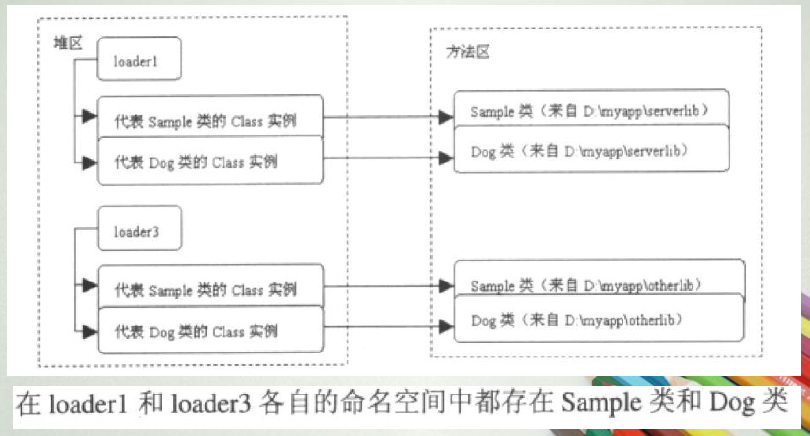 堆区
loader1
代表 Sample 类的 Class 实例
代表 Dog 类的 Class 实例
loader3
代表 Sample 类的 Class 实例
代表 Dog 类的 Class 实例
方法区
Sample 类（来自 D:\myapp\serverlib）
Dog 类（来自 D:\myapp\serverlib）
Sample 类（来自 D:\myapp\otherlib）
Dog 类（来自 D:\myapp\otherlib）
在 loader1 和 loader3 各自的命名空间中都存在 Sample 类和 Dog 类